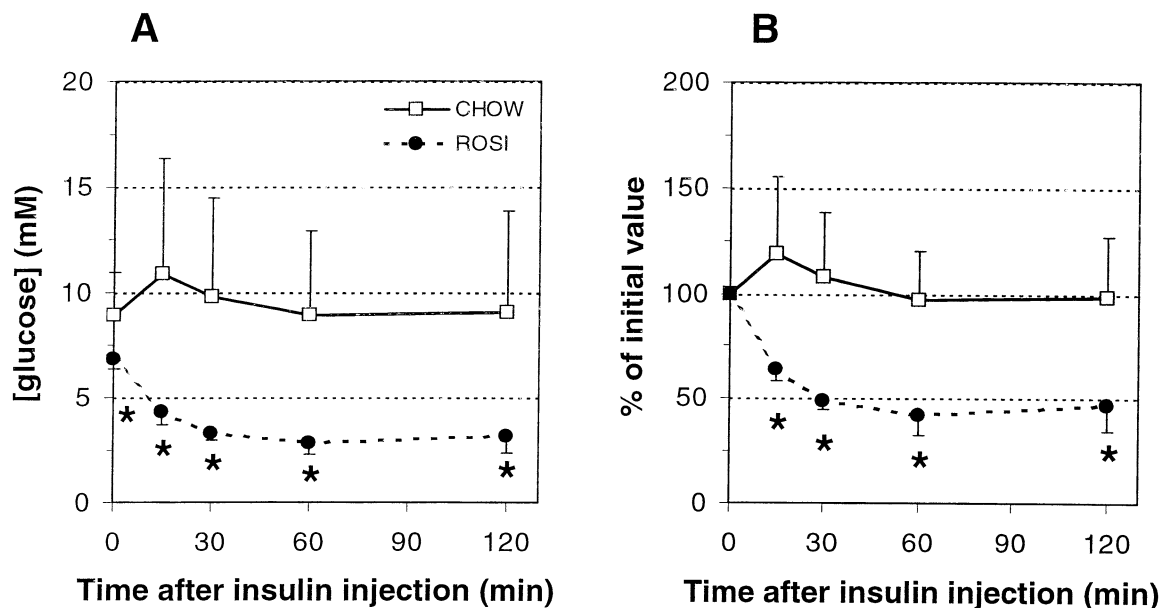 A
20
15
10
5
0
[glucose] (mM)
CHOW
ROSI
*
*
*
*
*
0 30 60 90 120
Time after insulin injection (min)
B
200
150
100
50
0
% of initial value
*
*
*
*
0 30 60 90 120
Time after insulin injection (min)